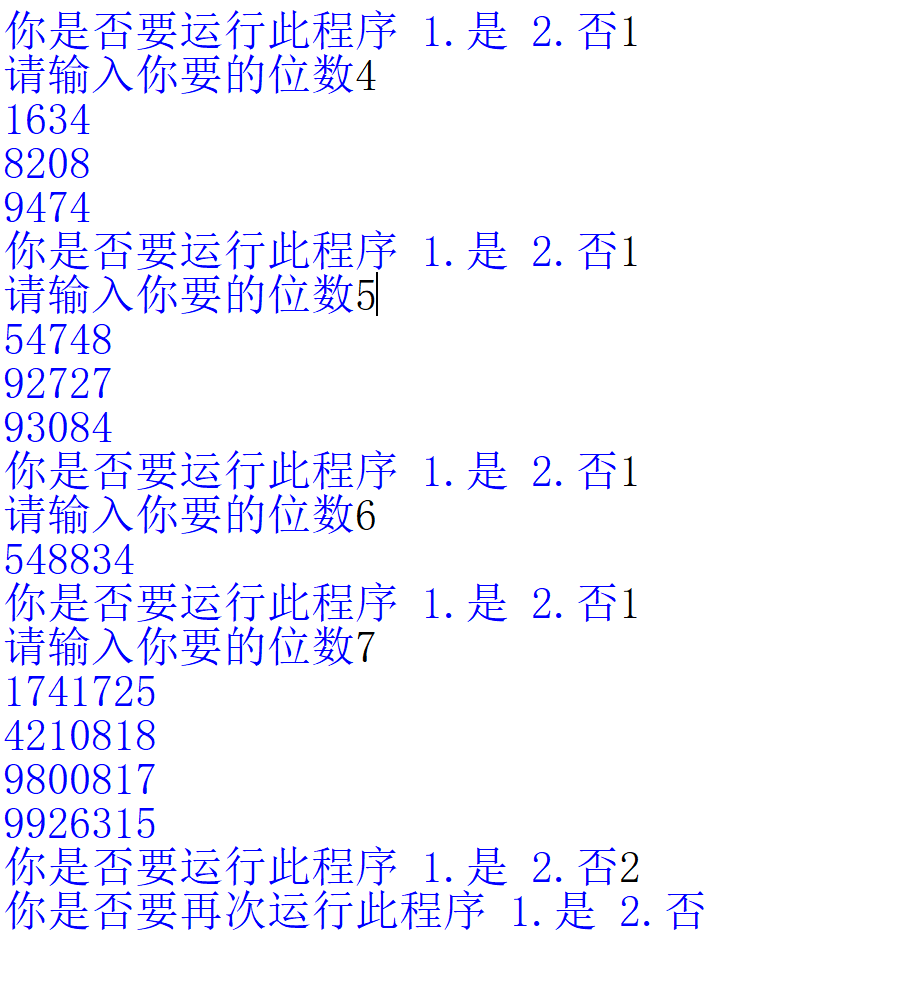 你是否要运行此程序 1.是 2.否1
请输入你要的位数4
1634
8208
9474
你是否要运行此程序 1.是 2.否1
请输入你要的位数5
54748
92727
93084
你是否要运行此程序 1.是 2.否1
请输入你要的位数6
548834
你是否要运行此程序 1.是 2.否1
请输入你要的位数7
1741725
4210818
9800817
9926315
你是否要运行此程序 1.是 2.否2
你是否要再次运行此程序 1.是 2.否